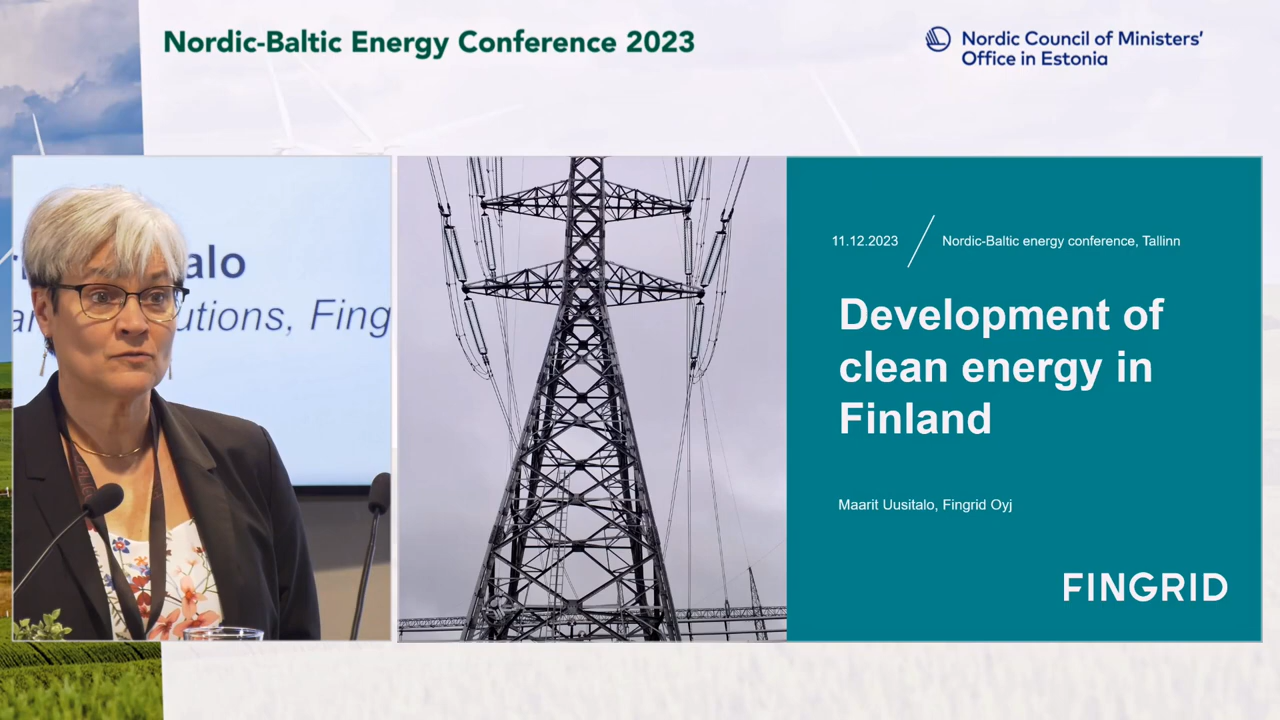 Nordic-Baltic Energy Conference 2023
Nordic Council of Ministers'
Office in Estonia
alo
utions, Fing
11.12.2023
Nordic-Baltic energy conference, Tallinn
Development of
clean energy in
Finland
Maarit Uusitalo, Fingrid Oyj
FINGRID